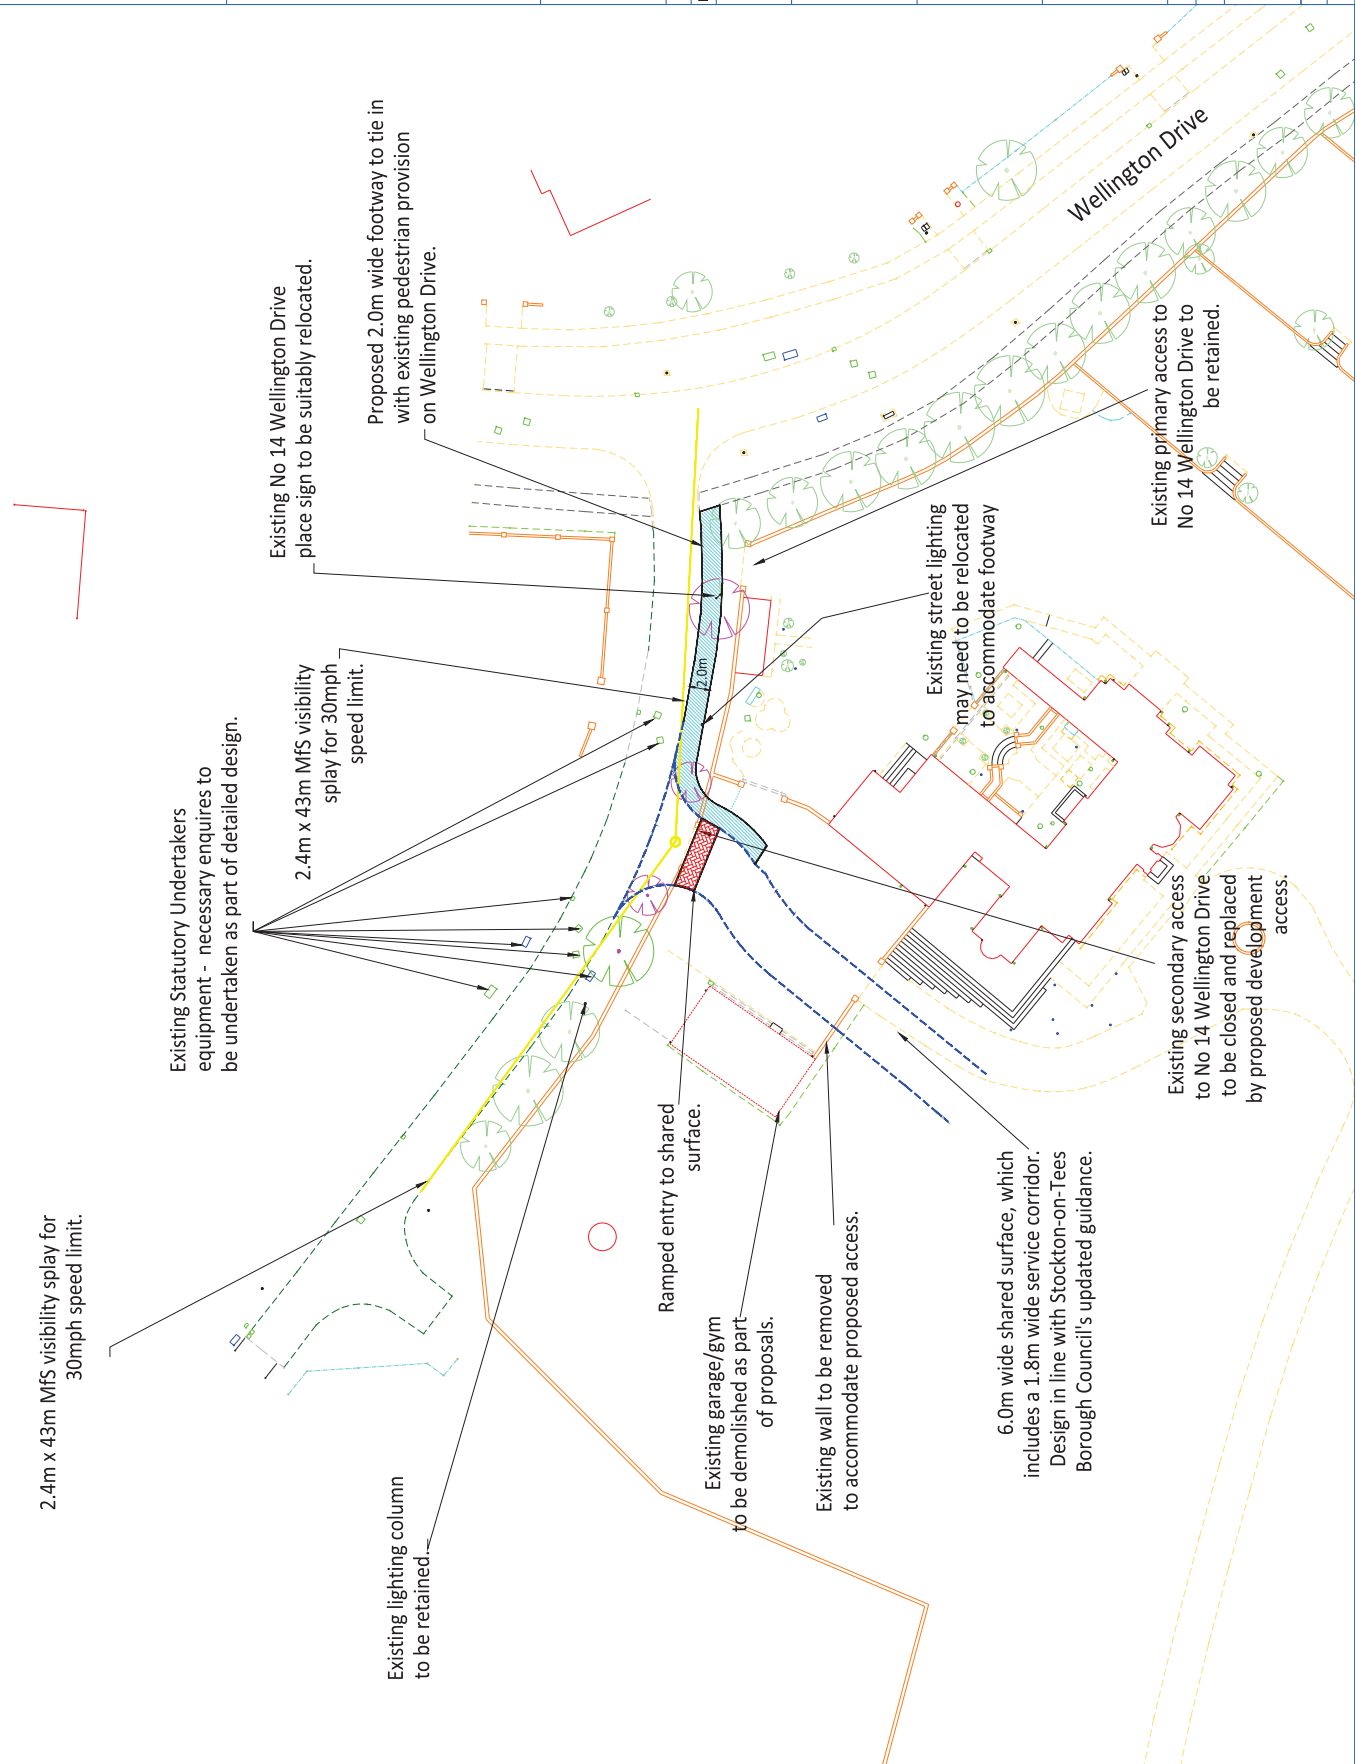 2.4m x 43m MfS visibility splay for
30mph speed limit.
Existing Statutory Undertakers
equipment - necessary enquires to
be undertaken as part of detailed design.
2.4m x 43m MfS visibility
splay for 30mph
speed limit.
Existing No 14 Wellington Drive
place sign to be suitably relocated.
Proposed 2.0m wide footway to tie in
with existing pedestrian provision
on Wellington Drive.
Wellington Drive
2.0m
Existing lighting column
to be retained.
Ramped entry to shared
surface.
Existing garage/gym
to be demolished as part
of proposals.
Existing wall to be removed
to accommodate proposed access.
6.0m wide shared surface, which
includes a 1.8m wide service corridor.
Design in line with Stockton-on-Tees
Borough Council's updated guidance.
Existing street lighting
may need to be relocated
to accommodate footway
Existing primary access to
No 14 Wellington Drive to
be retained.
Existing secondary access
to No 14 Wellington Drive
to be closed and replaced
by proposed development
access.